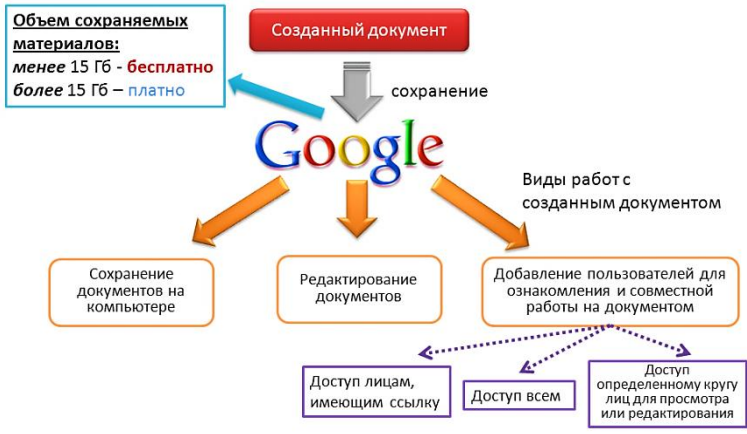 Объем сохраняемых
материалов:
менее 15 Гб - бесплатно
более 15 Гб – платно
Созданный документ
сохранение
Google
Виды работ с
созданным документом
Сохранение
документов на
компьютере
Редактирование
документов
Добавление пользователей для
ознакомления и совместной
работы на документом
Доступ лицам,
имеющим ссылку
Доступ всем
Доступ
определенному кругу
лиц для просмотра
или редактирования